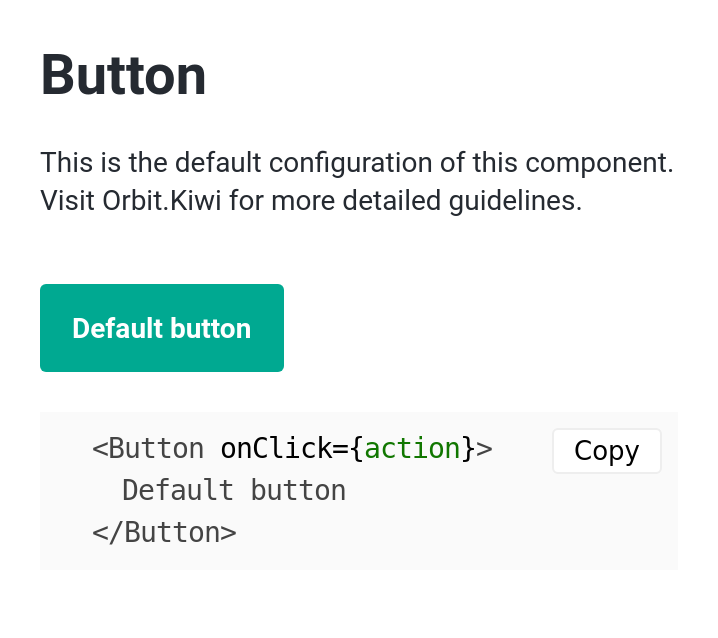 Button
This is the default configuration of this component.
Visit Orbit.Kiwi for more detailed guidelines.
Default button
<Button onClick={action}>
Copy
Default button
</Button>